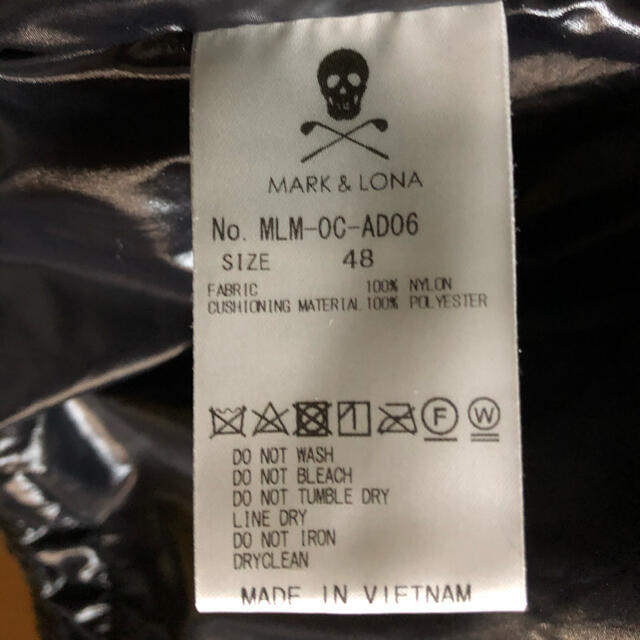 MARK & LONA
No. MLM-OC-AD06
SIZE 48
FABRIC 100% NYLON
CUSHIONING MATERIAL 100% POLYESTER
F W
DO NOT WASH
DO NOT BLEACH
DO NOT TUMBLE DRY
LINE DRY
DO NOT IRON
DRYCLEAN
MADE IN VIETNAM